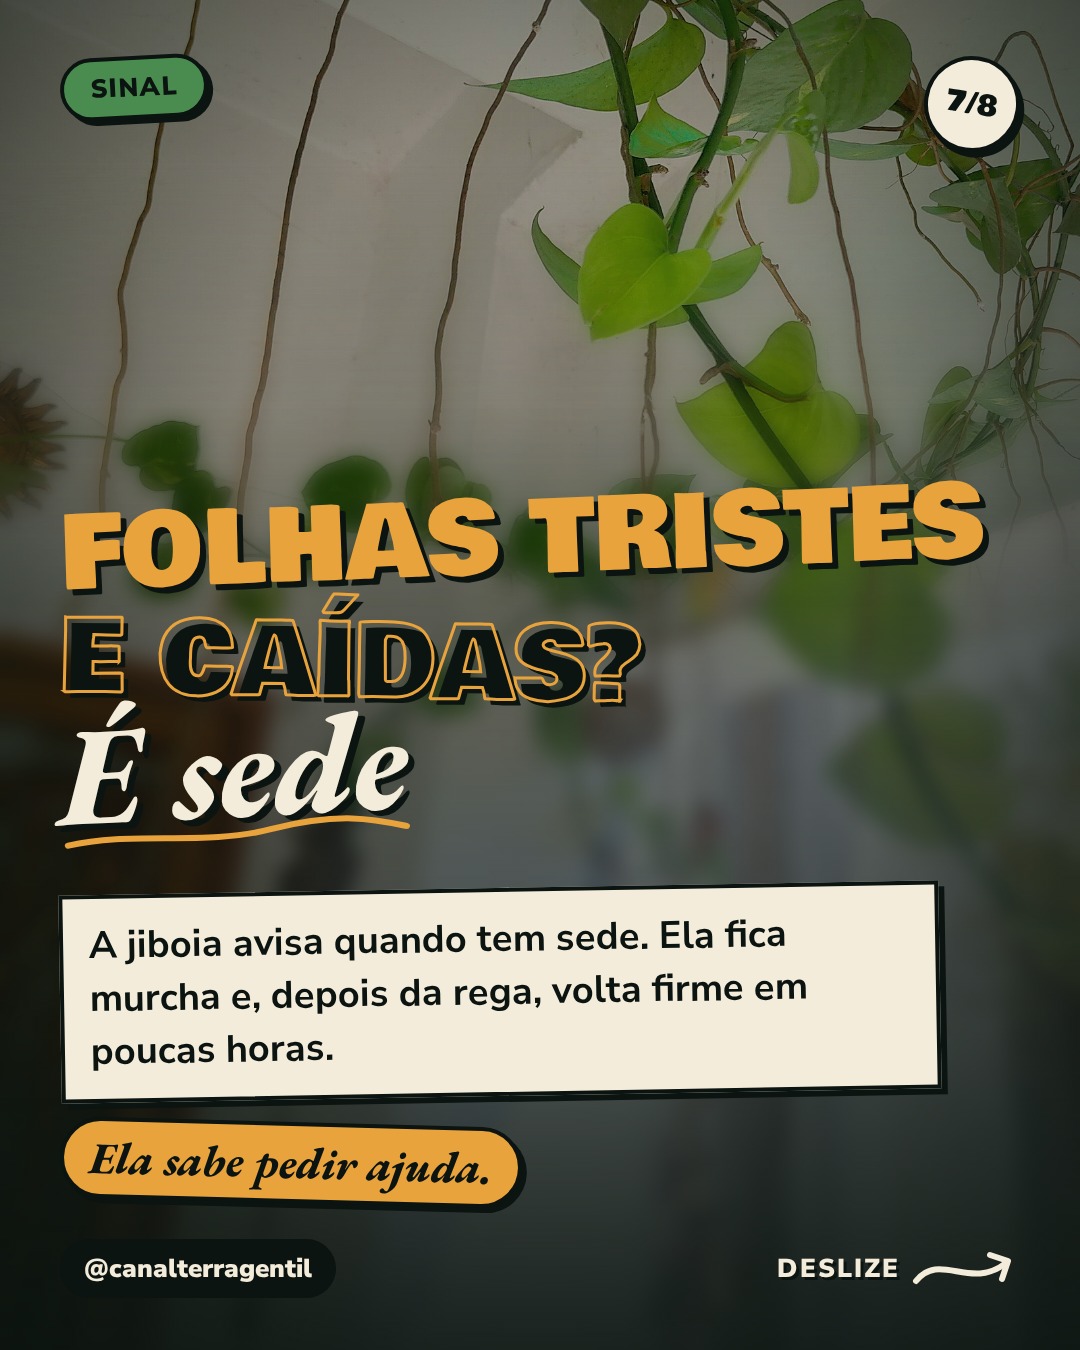 SINAL
7/8
FOLHAS TRISTES
E CAÍDAS?
É sede
A jiboia avisa quando tem sede. Ela fica
murcha e, depois da rega, volta firme em
poucas horas.
Ela sabe pedir ajuda.
@canalterragentil
DESLIZE